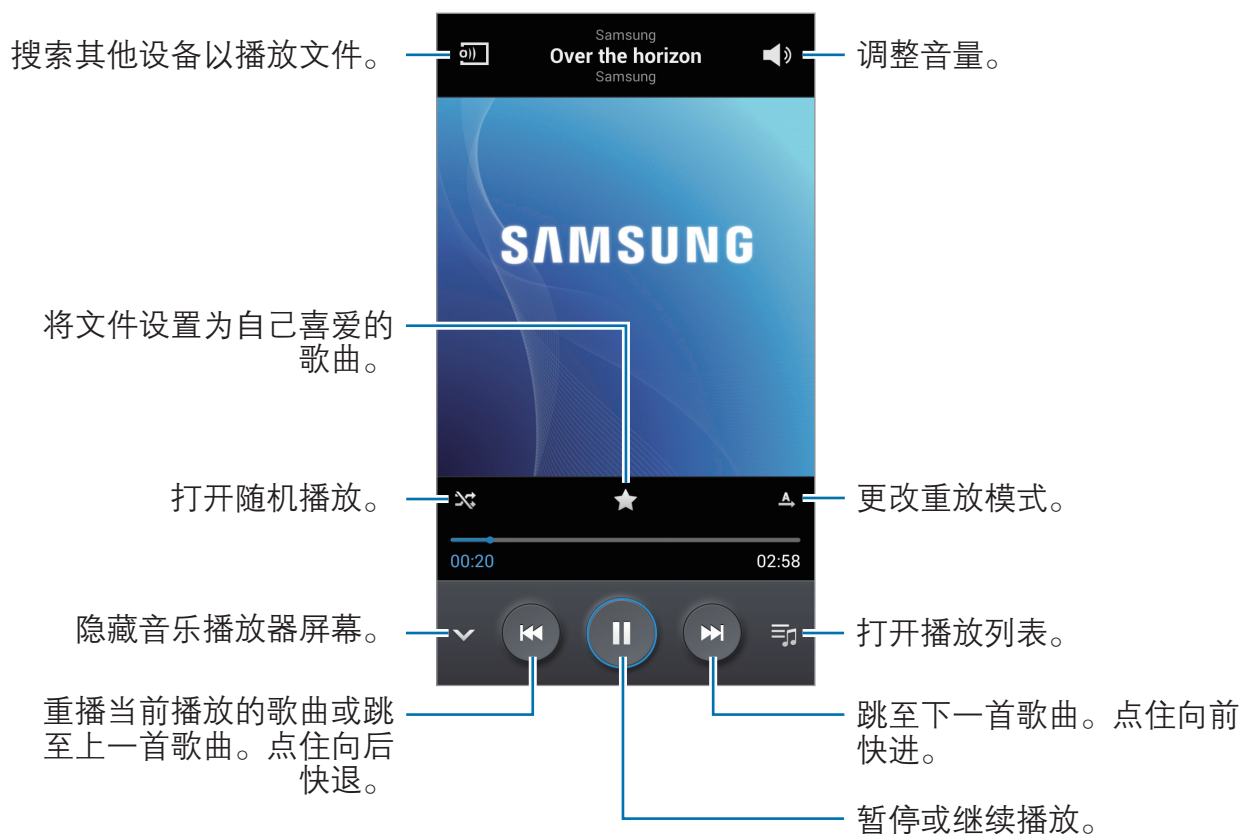 Samsung
搜索其他设备以播放文件。
Over the horizon
调整音量。
Samsung
SAMSUNG
将文件设置为自己喜爱的
歌曲。
打开随机播放。
A
更改重放模式。
00:20
02:58
隐藏音乐播放器屏幕。
打开播放列表。
重播当前播放的歌曲或跳
至上一首歌曲。点住向后
快退。
跳至下一首歌曲。点住向前
快进。
暂停或继续播放。